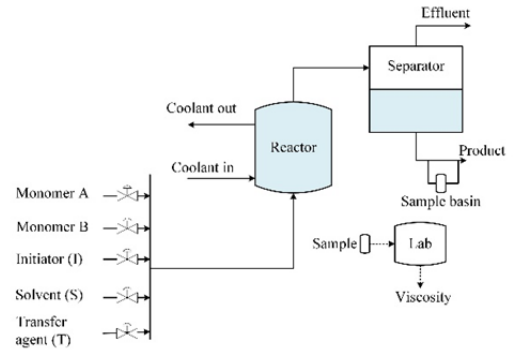 Effluent
Separator
Coolant out
Reactor
Coolant in
Product
Sample basin
Monomer A
Monomer B
Initiator (I)
Solvent (S)
Transfer
agent (T)
Sample
Lab
Viscosity